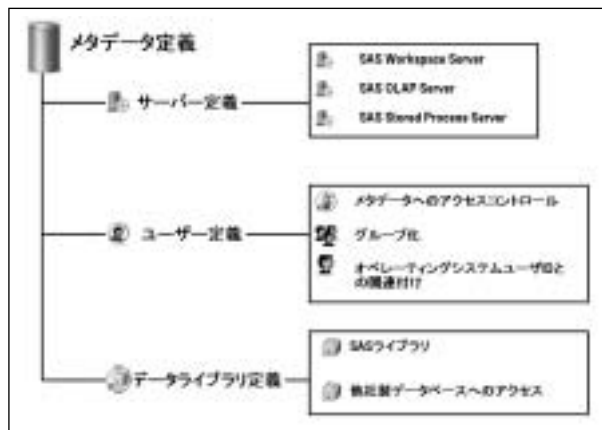 メタデータ定義
サーバー定義
SAS Workspace Server
SAS OLAP Server
SAS Stored Process Server
ユーザー定義
メタデータへのアクセスコントロール
グループ化
オペレーティングシステムユーザIDと
の関連付け
データライブラリ定義
SASライブラリ
他社製データベースへのアクセス